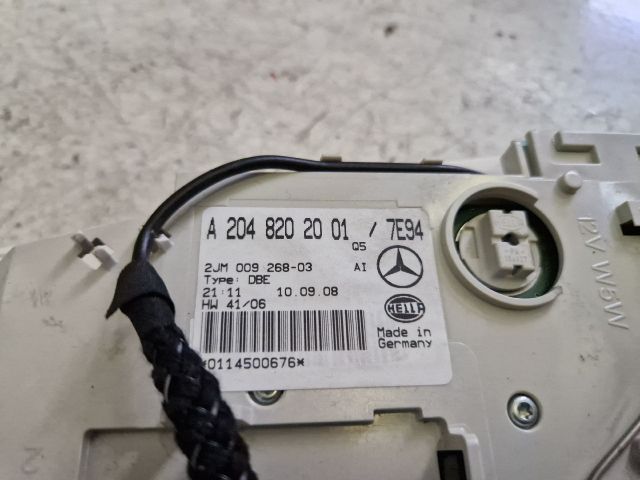 A 204 820 20 01 / 7E94
Q5
2JM 009 268-03 AI
Type: DBE
21:11 10.09.08
HW 41/06
HELLA
Made in
Germany
*0114500676*
12V. W5W